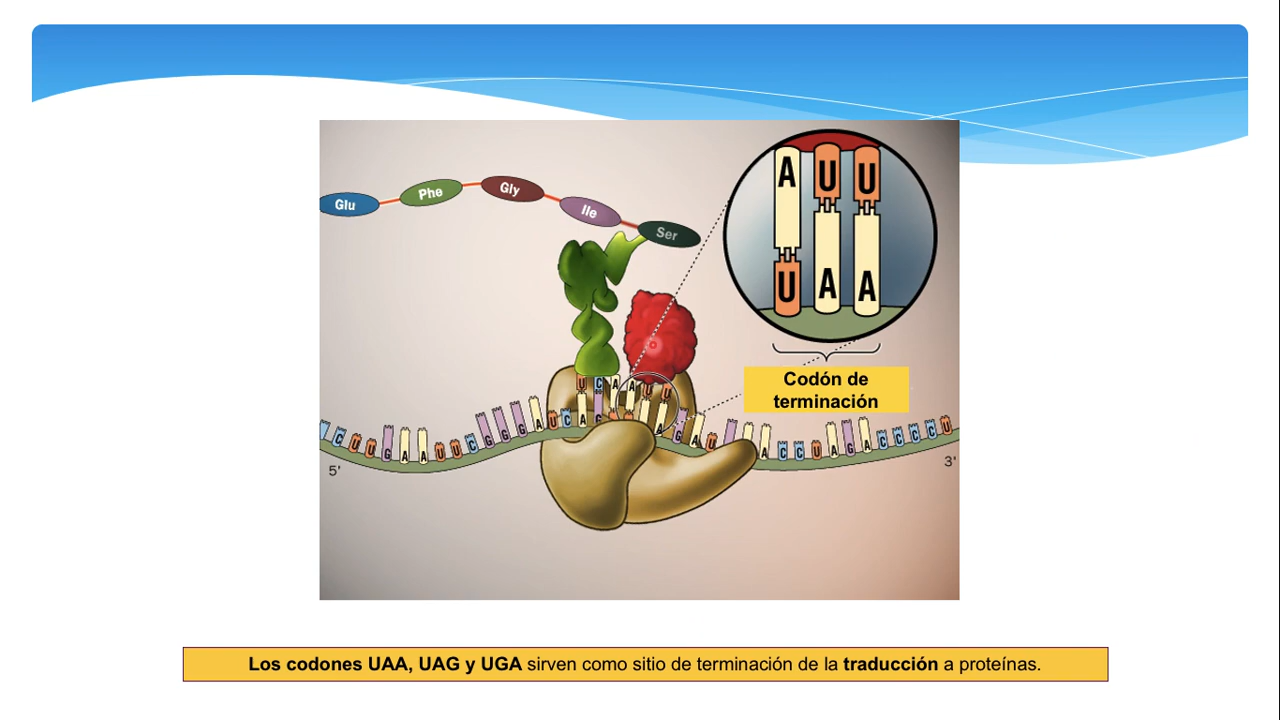 Glu Phe Gly Ile Ser
A U U
U A A
Codón de
terminación
U C A A U U
C U U G A A U U C G G G A U C A G A G A U A C C U A G A C C C C U
5' 3'
Los codones UAA, UAG y UGA sirven como sitio de terminación de la traducción a proteínas.